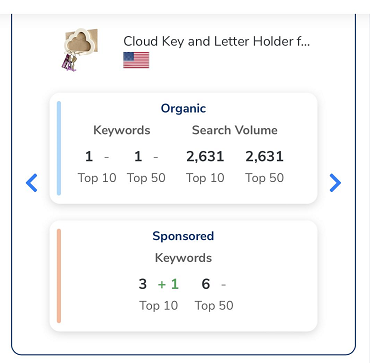 Cloud Key and Letter Holder f...
Organic
Keywords Search Volume
1 - 1 - 2,631 2,631
Top 10 Top 50 Top 10 Top 50
Sponsored
Keywords
3 + 1 6 -
Top 10 Top 50